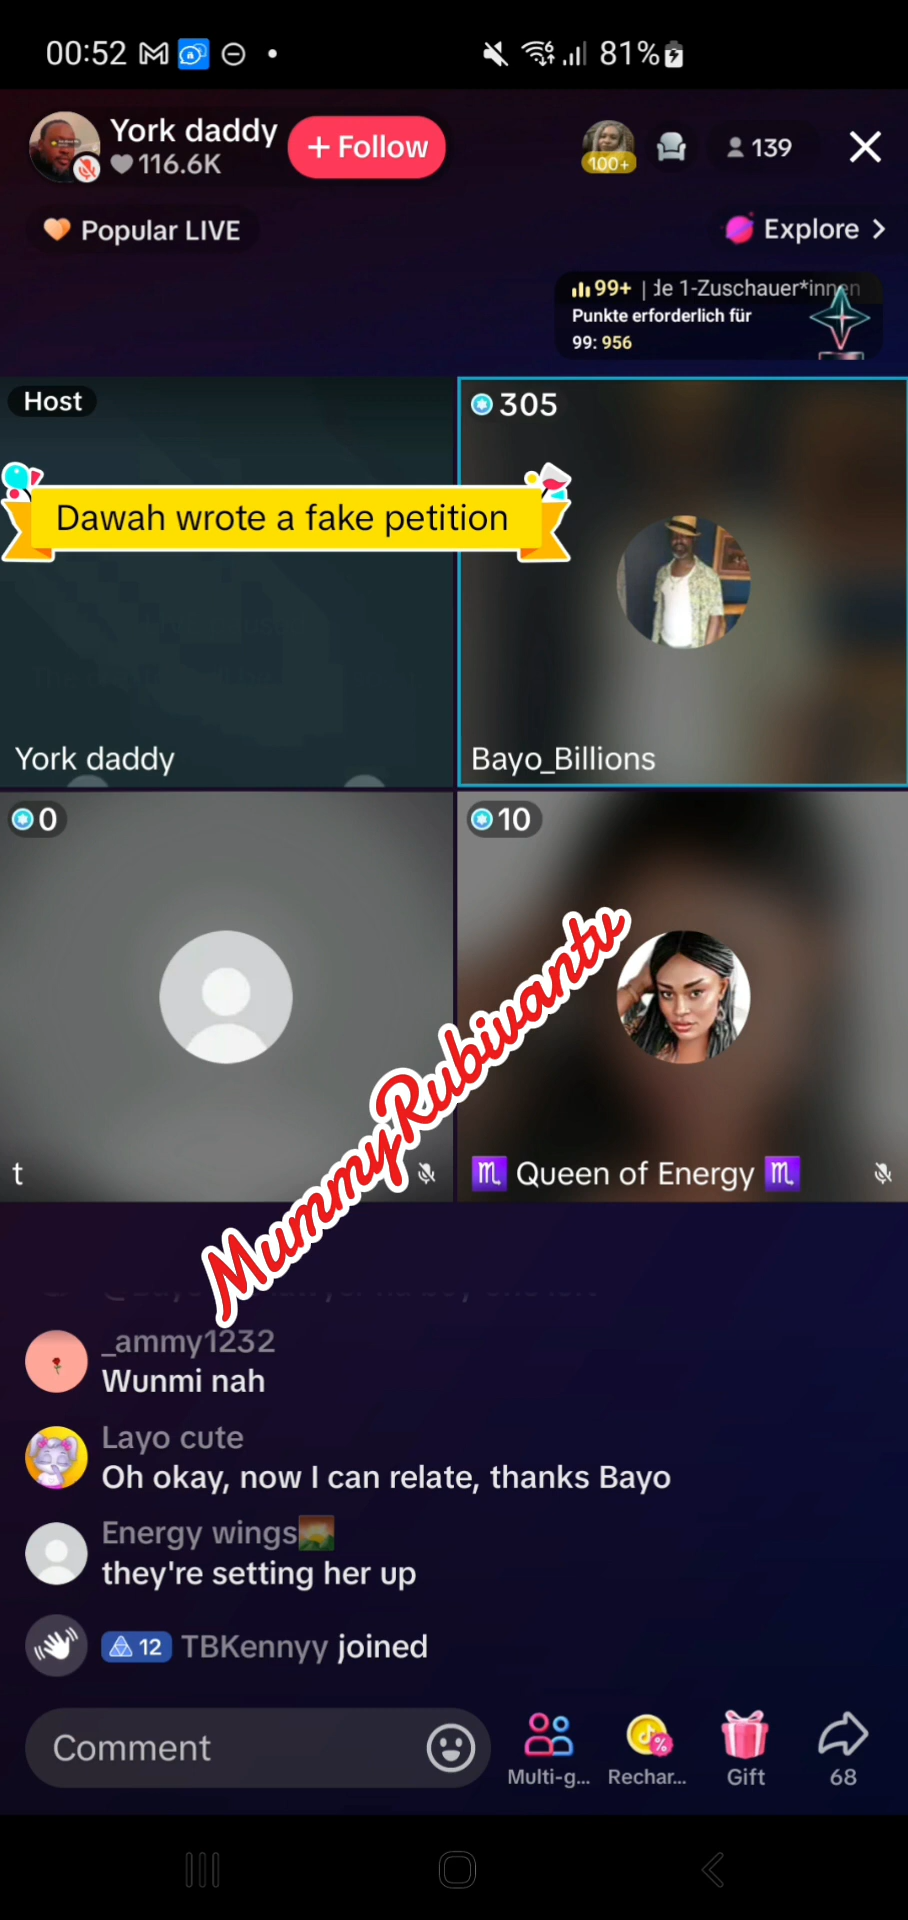 00:52
81%
York daddy
116.6K
+ Follow
100+
139
Popular LIVE
Explore
99+ | de 1-Zuschauer*innen
Punkte erforderlich für
99: 956
Host
305
Dawah wrote a fake petition
York daddy
Bayo_Billions
0
10
MummyRubivantv
t
♏ Queen of Energy ♏
_ammy1232
Wunmi nah
Layo cute
Oh okay, now I can relate, thanks Bayo
Energy wings
they're setting her up
12 TBKennyy joined
Comment
Multi-g...
Rechar...
Gift
68